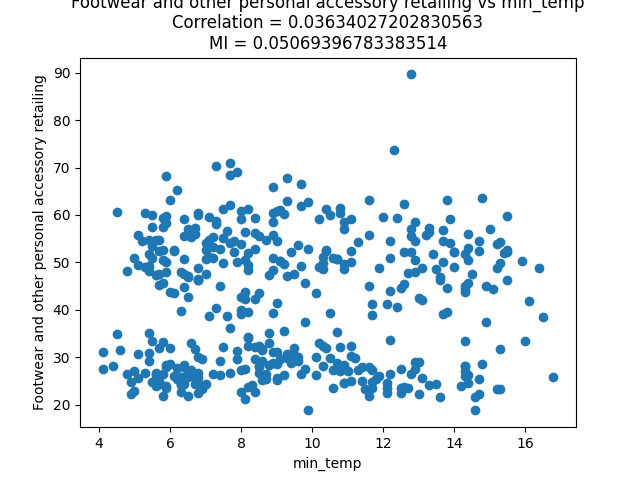 Footwear and other personal accessory retailing vs min_temp
Correlation = 0.03634027202830563
MI = 0.05069396783383514
Footwear and other personal accessory retailing
90
80
70
60
50
40
30
20
4 6 8 10 12 14 16
min_temp